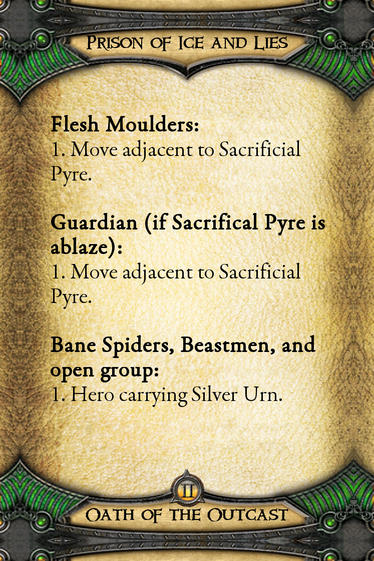 Prison of Ice and Lies
Flesh Moulders:
1. Move adjacent to Sacrificial
Pyre.
Guardian (if Sacrifical Pyre is
ablaze):
1. Move adjacent to Sacrificial
Pyre.
Bane Spiders, Beastmen, and
open group:
1. Hero carrying Silver Urn.
II
Oath of the Outcast